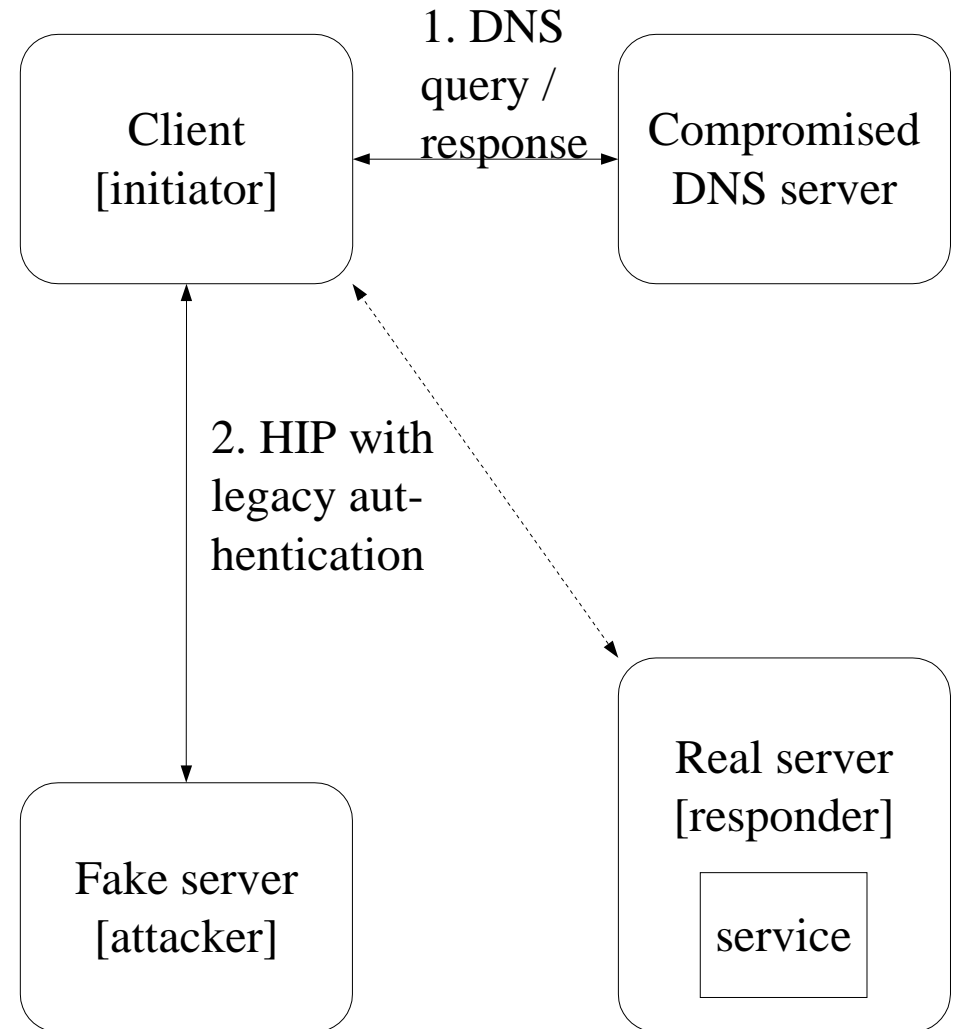 1. DNS
query /
response
Client
[initiator]
Compromised
DNS server
2. HIP with
legacy aut-
hentication
Real server
[responder]
service
Fake server
[attacker]